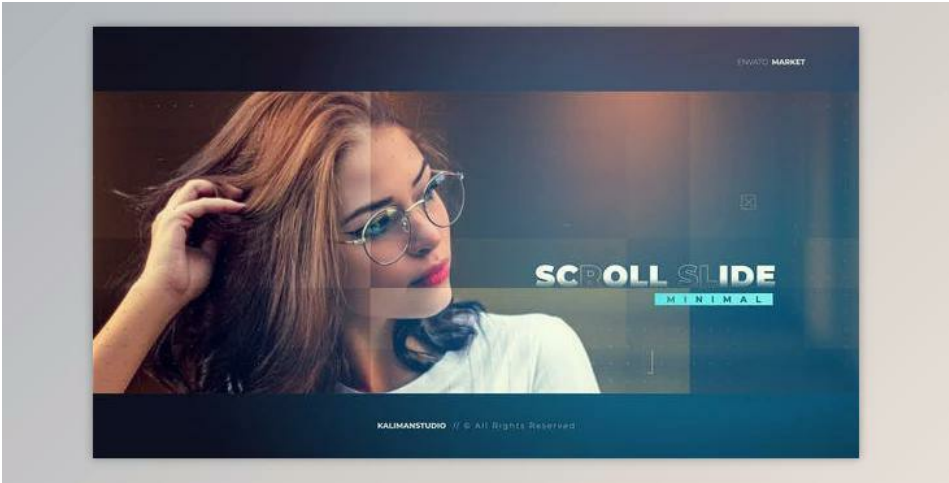 ENVATO MARKET
SCROLL SLIDE
MINIMAL
KALIMANSTUDIO // © All Rights Reserved